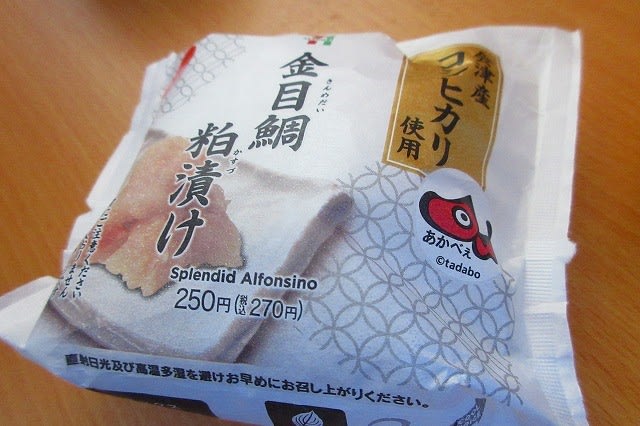 会津産
コシヒカリ
使用
金目鯛
きんめだい
粕漬け
かすづ
あかべぇ
©tadabo
Splendid Alfonsino
250円(税込270円)
直射日光及び高温多湿を避けお早めにお召し上がりください。